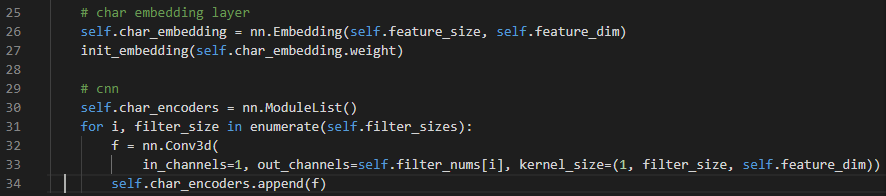 25 # char embedding layer
26 self.char_embedding = nn.Embedding(self.feature_size, self.feature_dim)
27 init_embedding(self.char_embedding.weight)
28
29 # cnn
30 self.char_encoders = nn.ModuleList()
31 for i, filter_size in enumerate(self.filter_sizes):
32 f = nn.Conv3d(
33 in_channels=1, out_channels=self.filter_nums[i], kernel_size=(1, filter_size, self.feature_dim))
34 self.char_encoders.append(f)